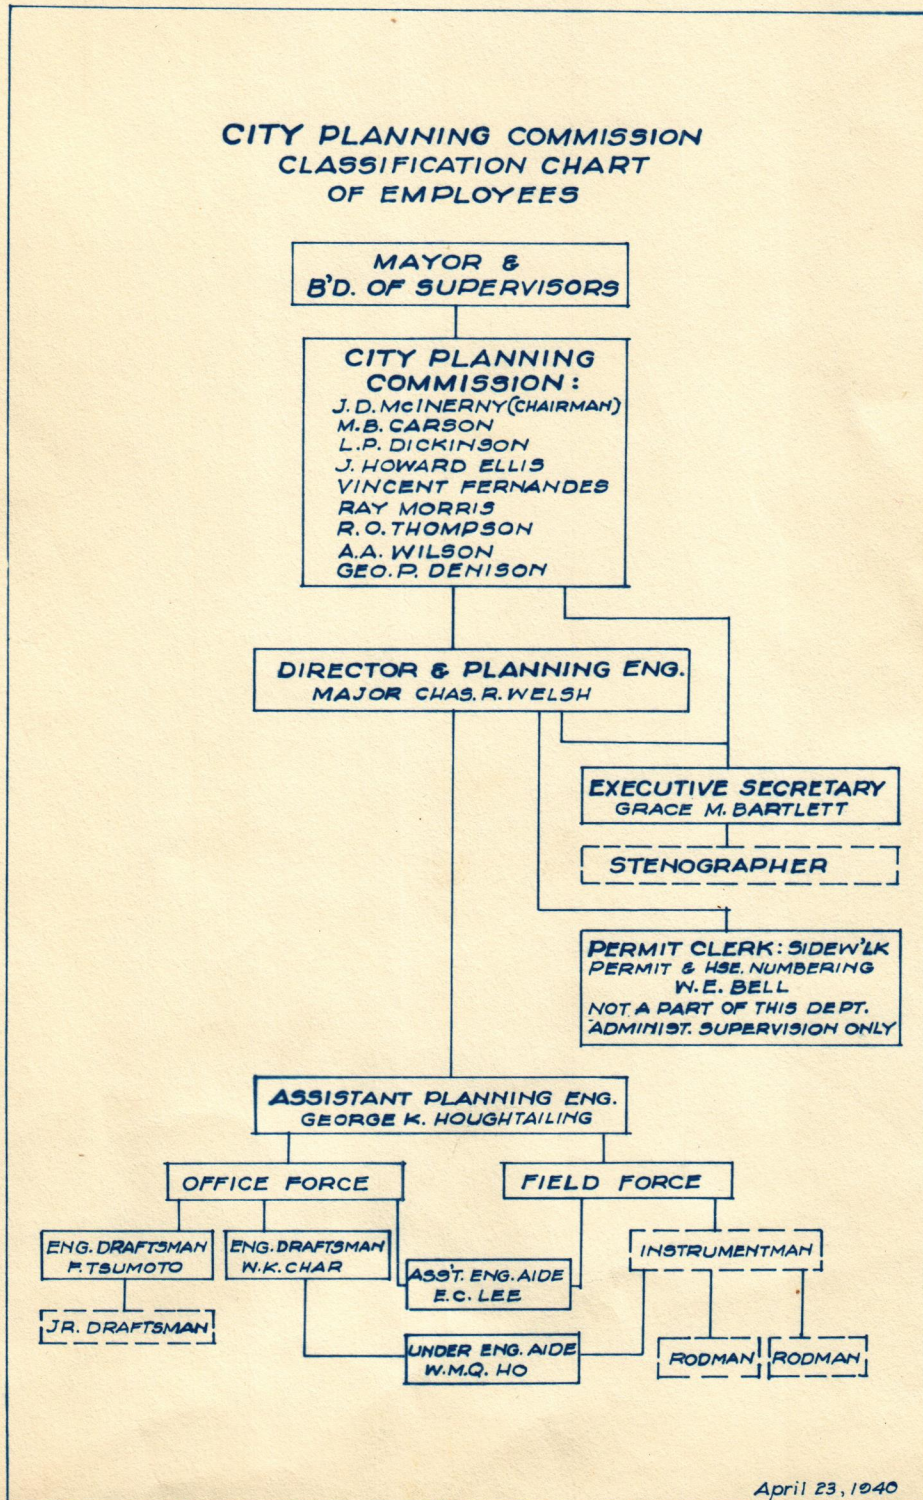 CITY PLANNING COMMISSION
CLASSIFICATION CHART
OF EMPLOYEES
MAYOR &
B'D. OF SUPERVISORS
CITY PLANNING
COMMISSION:
J.D. McINERNY (CHAIRMAN)
M.B. CARSON
L.P. DICKINSON
J. HOWARD ELLIS
VINCENT FERNANDES
RAY MORRIS
R.O. THOMPSON
A.A. WILSON
GEO. P. DENISON
DIRECTOR & PLANNING ENG.
MAJOR CHAS. R. WELSH
EXECUTIVE SECRETARY
GRACE M. BARTLETT
STENOGRAPHER
PERMIT CLERK: SIDEW'LK
PERMIT & HSE. NUMBERING
W.E. BELL
NOT A PART OF THIS DEPT.
ADMINIST. SUPERVISION ONLY
ASSISTANT PLANNING ENG.
GEORGE K. HOUGHTAILING
OFFICE FORCE
FIELD FORCE
ENG. DRAFTSMAN
F. TSUMOTO
ENG. DRAFTSMAN
W.K. CHAR
INSTRUMENTMAN
ASS'T. ENG. AIDE
E.C. LEE
JR. DRAFTSMAN
UNDER ENG. AIDE
W.M.Q. HO
RODMAN
RODMAN
April 23, 1940